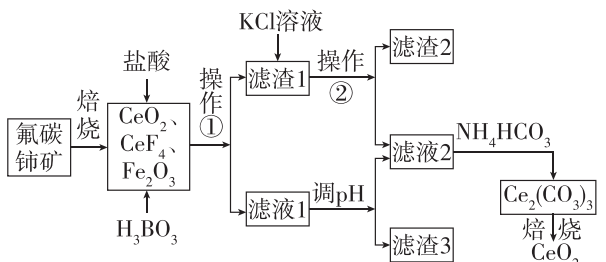 KCl溶液
盐酸
焙烧
氟碳
铈矿
CeO₂、
CeF₄、
Fe₂O₃
H₃BO₃
操作
①
滤渣1
操作
②
滤渣2
滤液1
调pH
滤液2
滤渣3
NH₄HCO₃
Ce₂(CO₃)₃
焙 烧
CeO₂